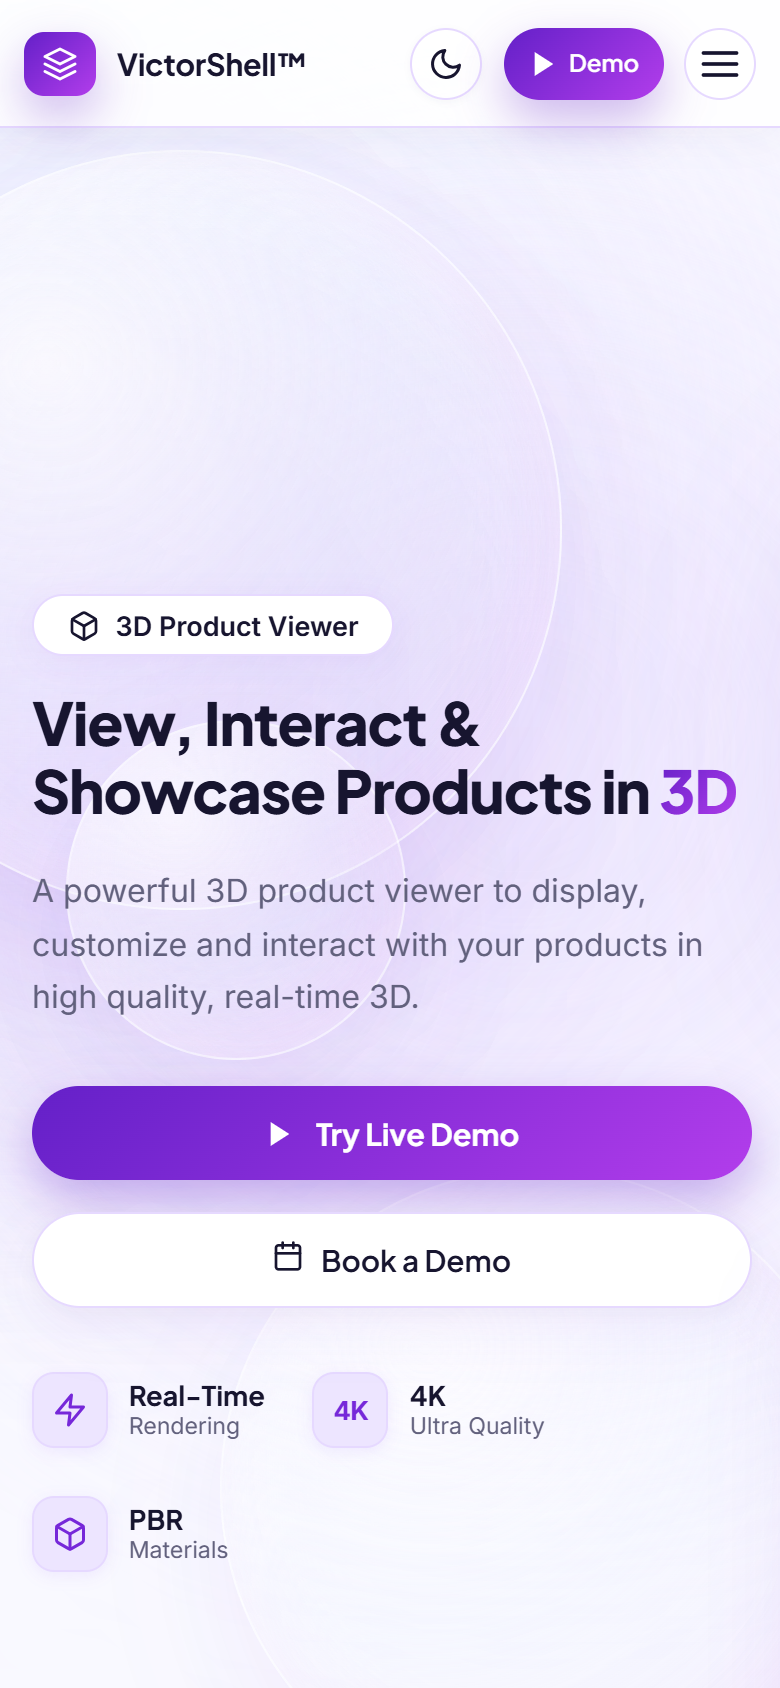 VictorShell™
Demo
3D Product Viewer
View, Interact &
Showcase Products in 3D
A powerful 3D product viewer to display,
customize and interact with your products in
high quality, real-time 3D.
Try Live Demo
Book a Demo
Real-Time
Rendering
4K
4K
Ultra Quality
PBR
Materials